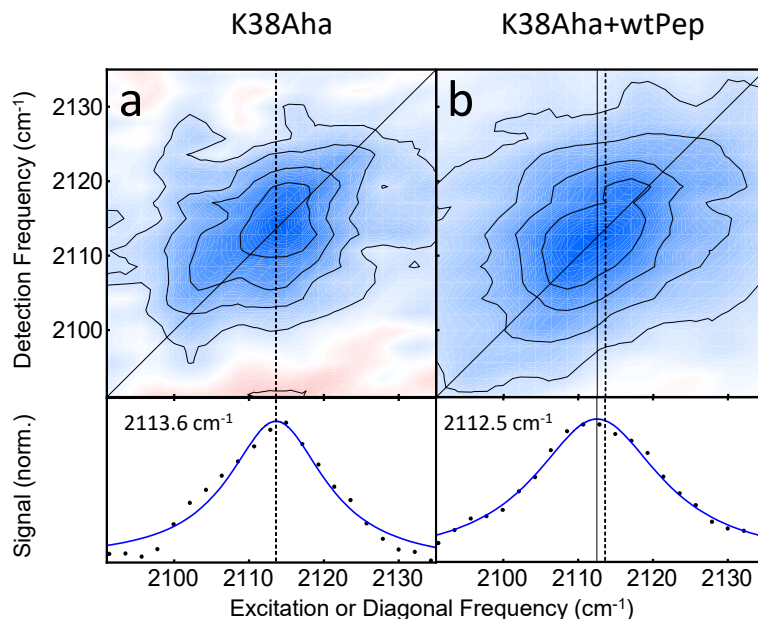 K38Aha K38Aha+wtPep
a b
Detection Frequency (cm⁻¹)
2130
2120
2110
2100
2113.6 cm⁻¹ 2112.5 cm⁻¹
Signal (norm.)
2100 2110 2120 2130 2100 2110 2120 2130
Excitation or Diagonal Frequency (cm⁻¹)